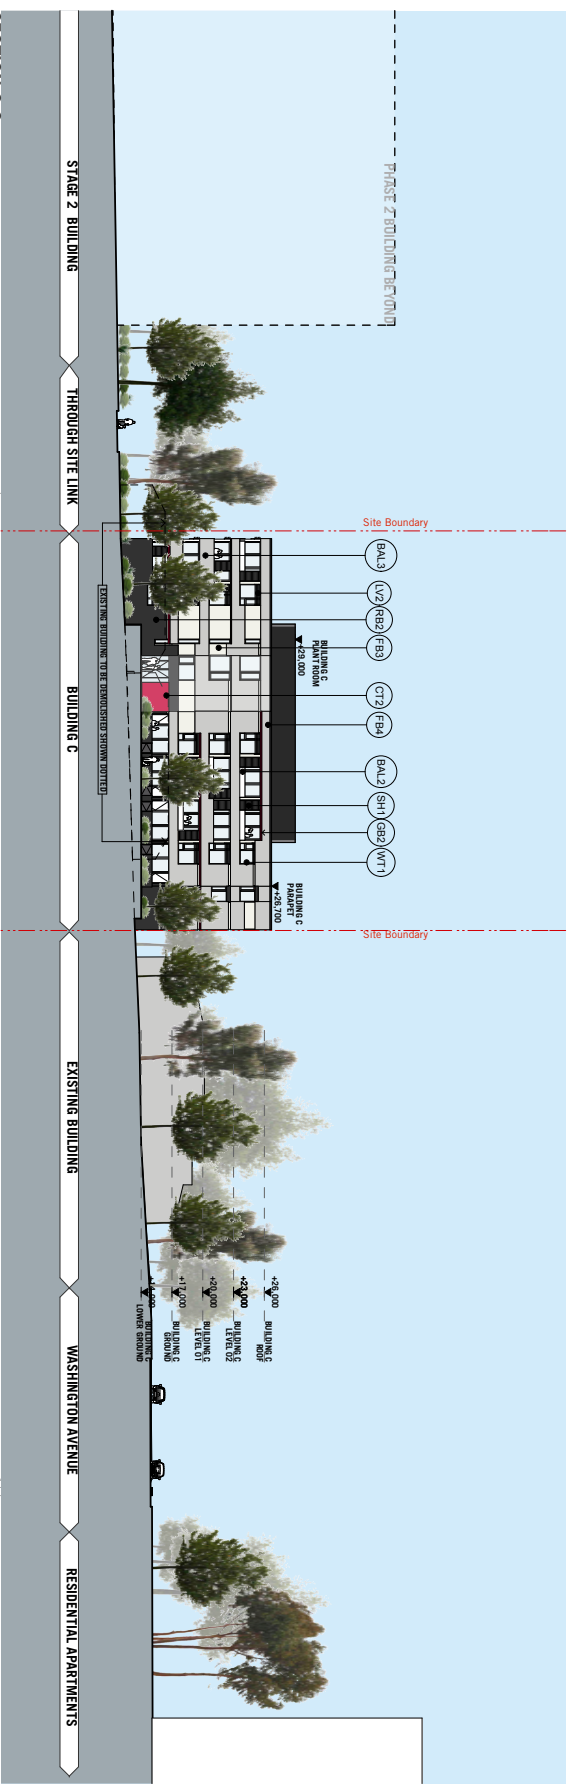 PHASE 2 BUILDING BEYOND
Site Boundary
BAL3
LV2
RB2
FB3
CT2
FB4
BAL2
SH1
GB2
WT1
Site Boundary
BUILDING C
PLANT ROOM
+29,000
BUILDING C
PARAPET
+26,700
+26,000
BUILDING C
ROOF
+23,000
BUILDING C
LEVEL 02
+20,000
BUILDING C
LEVEL 01
+17,000
BUILDING C
GROUND
BUILDING C
LOWER GROUND
EXISTING BUILDING TO BE DEMOLISHED SHOWN DOTTED
STAGE 2 BUILDING
THROUGH SITE LINK
BUILDING C
EXISTING BUILDING
WASHINGTON AVENUE
RESIDENTIAL APARTMENTS